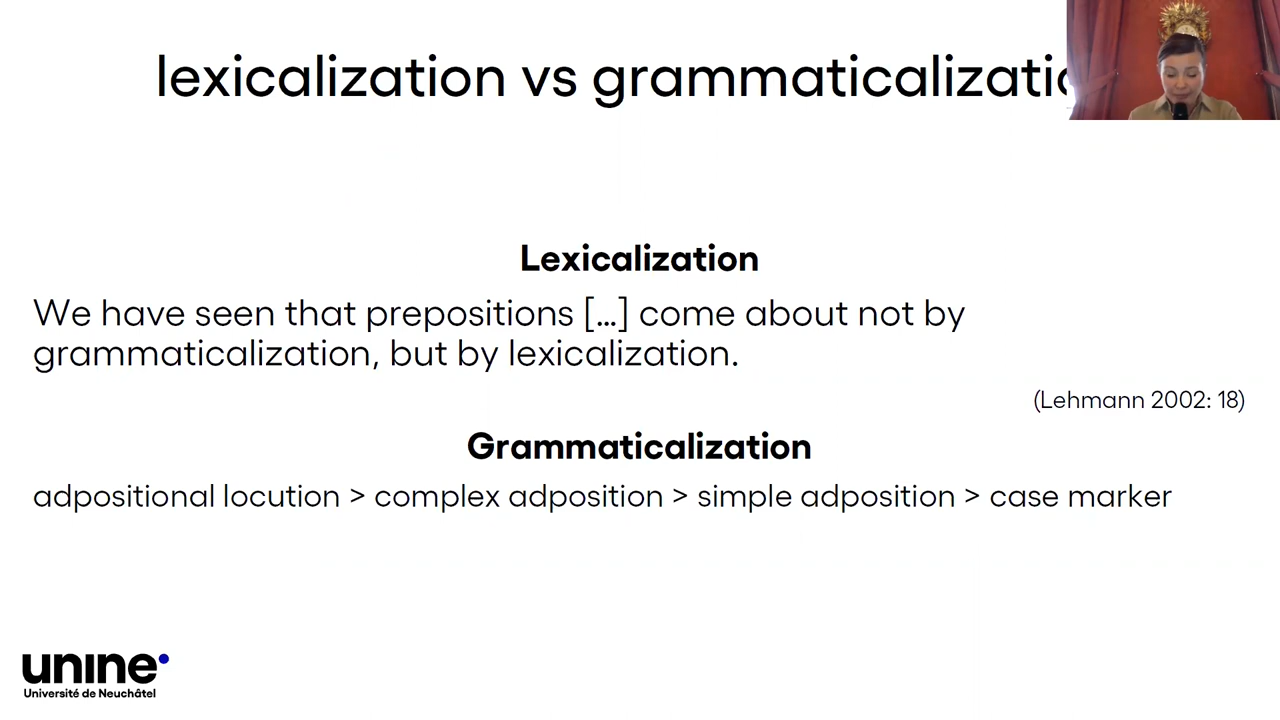 lexicalization vs grammaticalizatio
Lexicalization
We have seen that prepositions […] come about not by
grammaticalization, but by lexicalization.
(Lehmann 2002: 18)
Grammaticalization
adpositional locution > complex adposition > simple adposition > case marker
unine
Université de Neuchâtel